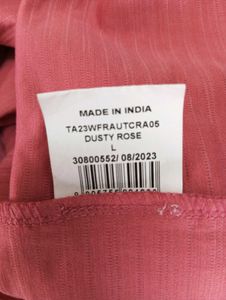 MADE IN INDIA
TA23WFRAUTCRA05
DUSTY ROSE
L
30800552/ 08/2023